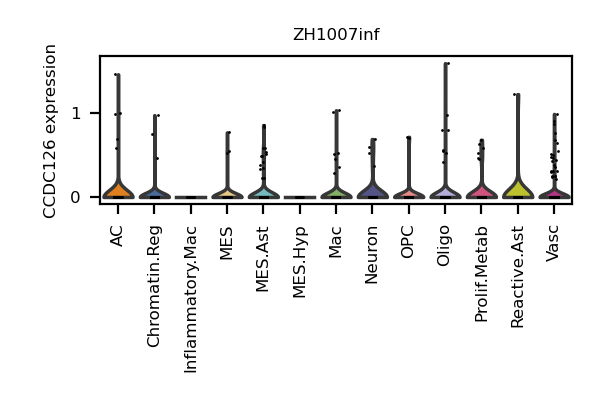 ZH1007inf
CCDC126 expression
1
0
AC
Chromatin.Reg
Inflammatory.Mac
MES
MES.Ast
MES.Hyp
Mac
Neuron
OPC
Oligo
Prolif.Metab
Reactive.Ast
Vasc